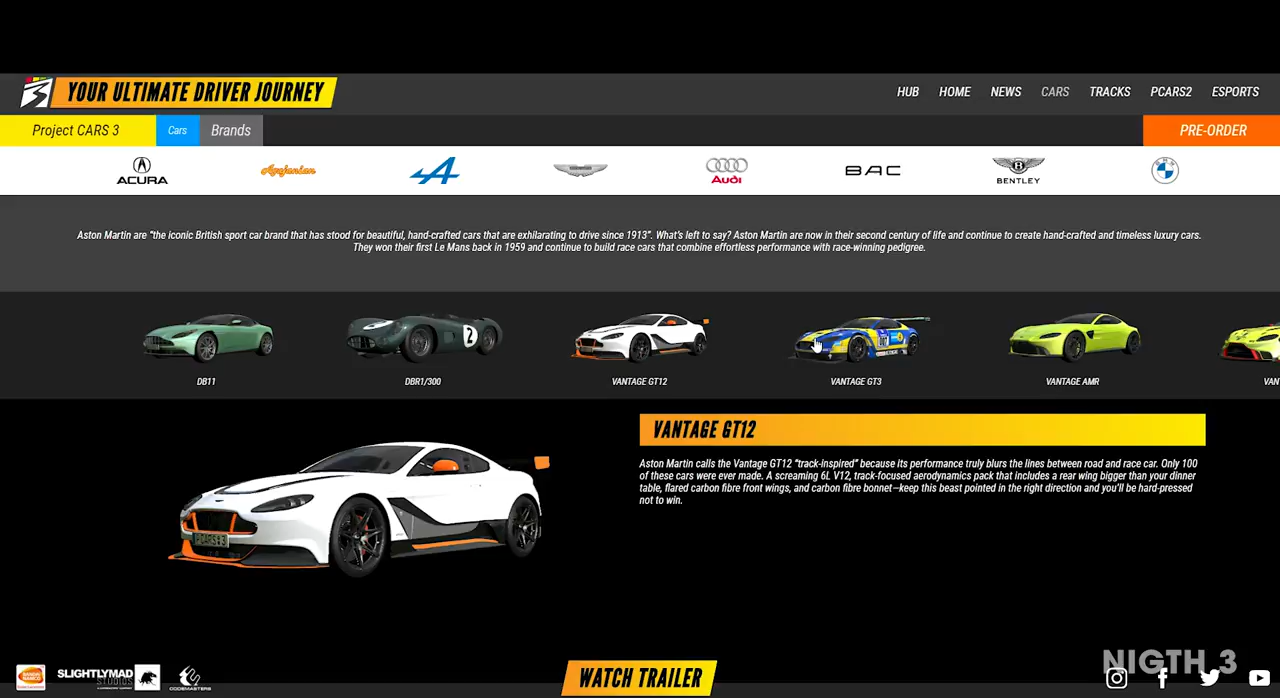 YOUR ULTIMATE DRIVER JOURNEY
HUB HOME NEWS CARS TRACKS PCARS2 ESPORTS
Project CARS 3 Cars Brands PRE-ORDER
ACURA Apejanian Audi BAC BENTLEY BMW
Aston Martin are “the iconic British sport car brand that has stood for beautiful, hand-crafted cars that are exhilarating to drive since 1913”. What's left to say? Aston Martin are now in their second century of life and continue to create hand-crafted and timeless luxury cars.
They won their first Le Mans back in 1959 and continue to build race cars that combine effortless performance with race-winning pedigree.
2
DB11 DBR1/300 VANTAGE GT12 VANTAGE GT3 VANTAGE AMR VAN
VANTAGE GT12
Aston Martin calls the Vantage GT12 “track-inspired” because its performance truly blurs the lines between road and race car. Only 100
of these cars were ever made. A screaming 6L V12, track-focused aerodynamics pack that includes a rear wing bigger than your dinner
table, flared carbon fibre front wings, and carbon fibre bonnet—keep this beast pointed in the right direction and you'll be hard-pressed
not to win.
PCARS3
SLIGHTLYMAD
STUDIOS
CODEMASTERS
WATCH TRAILER
NIGTH 3